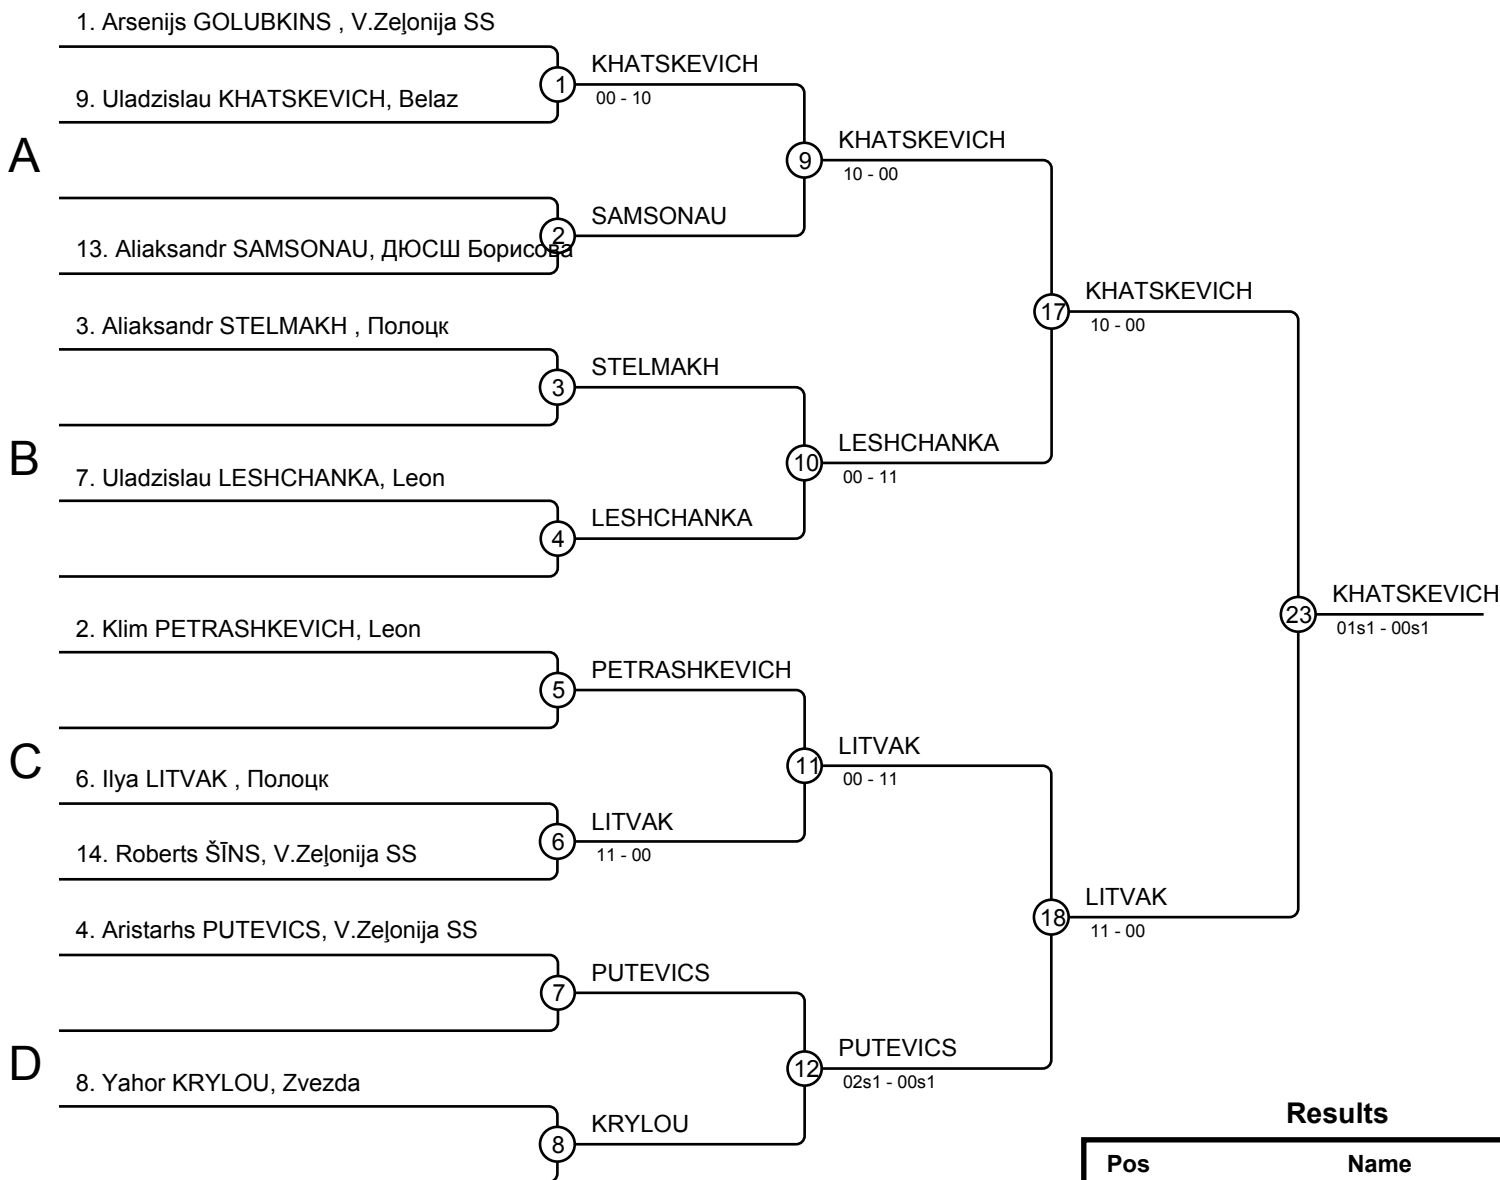 1. Arsenijs GOLUBKINS , V.Zeļonija SS
1
KHATSKEVICH
00 - 10
9. Uladzislau KHATSKEVICH, Belaz
A
9
KHATSKEVICH
10 - 00
2
SAMSONAU
13. Aliaksandr SAMSONAU, ДЮСШ Борисова
17
KHATSKEVICH
10 - 00
3. Aliaksandr STELMAKH , Полоцк
3
STELMAKH
B
10
LESHCHANKA
00 - 11
7. Uladzislau LESHCHANKA, Leon
4
LESHCHANKA
23
KHATSKEVICH
01s1 - 00s1
2. Klim PETRASHKEVICH, Leon
5
PETRASHKEVICH
C
11
LITVAK
00 - 11
6. Ilya LITVAK , Полоцк
6
LITVAK
11 - 00
14. Roberts ŠĪNS, V.Zeļonija SS
18
LITVAK
11 - 00
4. Aristarhs PUTEVICS, V.Zeļonija SS
7
PUTEVICS
D
12
PUTEVICS
02s1 - 00s1
8. Yahor KRYLOU, Zvezda
8
KRYLOU
Results
Pos Name